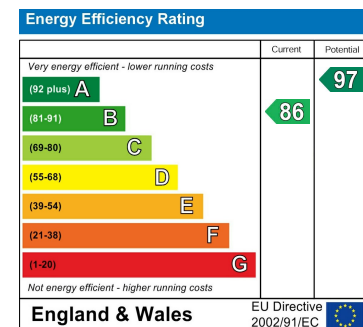 Energy Efficiency Rating
Current Potential
Very energy efficient - lower running costs
(92 plus) A
97
(81-91) B
86
(69-80) C
(55-68) D
(39-54) E
(21-38) F
(1-20) G
Not energy efficient - higher running costs
England & Wales
EU Directive
2002/91/EC